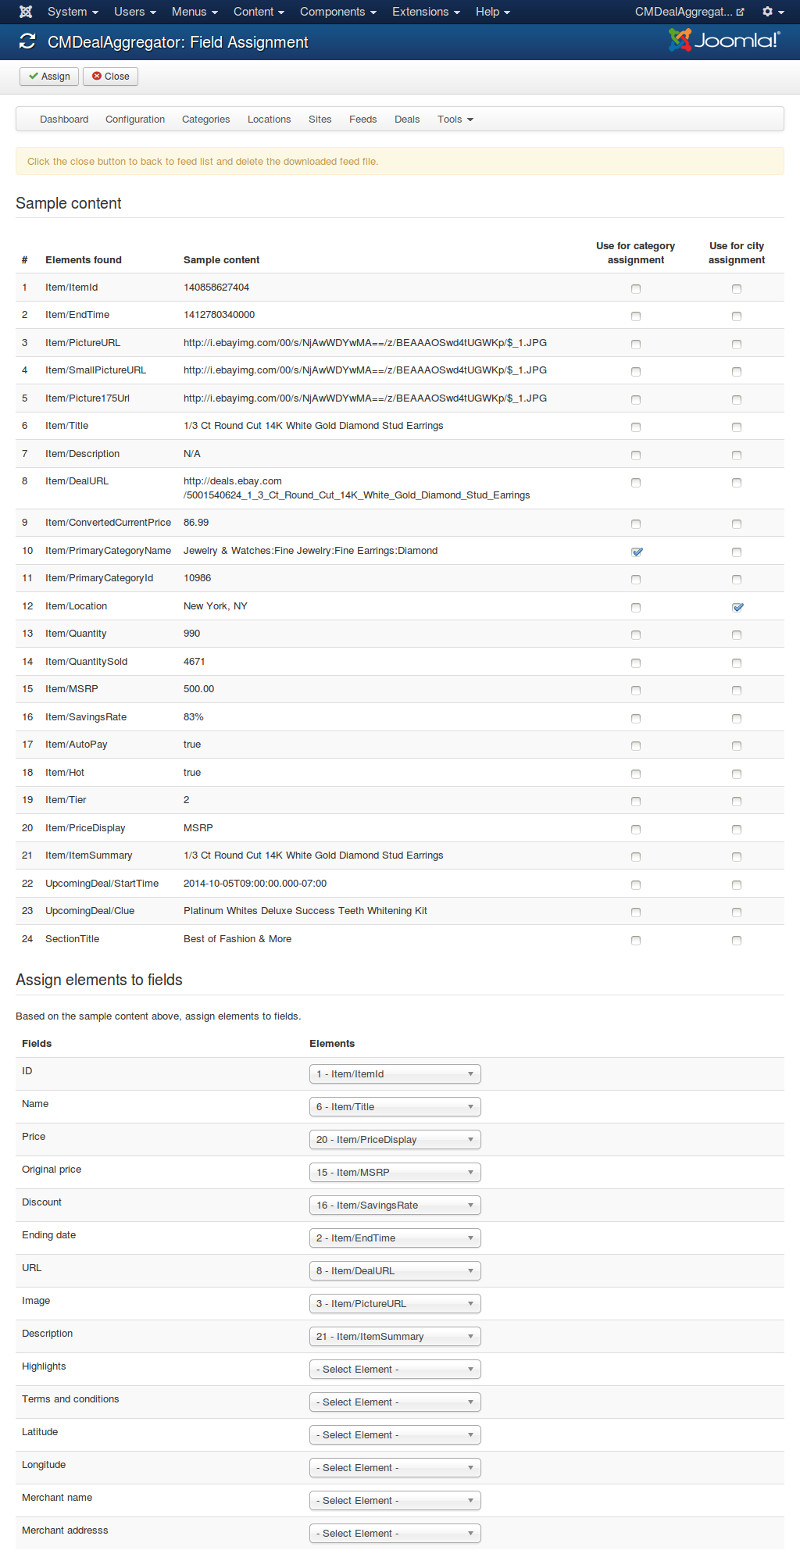 System Users Menus Content Components Extensions Help CMDealAggregat...
CMDealAggregator: Field Assignment Joomla!
Assign Close
Dashboard Configuration Categories Locations Sites Feeds Deals Tools
Click the close button to back to feed list and delete the downloaded feed file.
Sample content
# Elements found Sample content Use for category assignment Use for city assignment
1 Item/ItemId 140858627404
2 Item/EndTime 1412780340000
3 Item/PictureURL http://i.ebayimg.com/00/s/NjAwWDYwMA==/z/BEAAAOSwd4tUGWKp/$_1.JPG
4 Item/SmallPictureURL http://i.ebayimg.com/00/s/NjAwWDYwMA==/z/BEAAAOSwd4tUGWKp/$_1.JPG
5 Item/Picture175Url http://i.ebayimg.com/00/s/NjAwWDYwMA==/z/BEAAAOSwd4tUGWKp/$_1.JPG
6 Item/Title 1/3 Ct Round Cut 14K White Gold Diamond Stud Earrings
7 Item/Description N/A
8 Item/DealURL http://deals.ebay.com
/5001540624_1_3_Ct_Round_Cut_14K_White_Gold_Diamond_Stud_Earrings
9 Item/ConvertedCurrentPrice 86.99
10 Item/PrimaryCategoryName Jewelry & Watches:Fine Jewelry:Fine Earrings:Diamond
11 Item/PrimaryCategoryId 10986
12 Item/Location New York, NY
13 Item/Quantity 990
14 Item/QuantitySold 4671
15 Item/MSRP 500.00
16 Item/SavingsRate 83%
17 Item/AutoPay true
18 Item/Hot true
19 Item/Tier 2
20 Item/PriceDisplay MSRP
21 Item/ItemSummary 1/3 Ct Round Cut 14K White Gold Diamond Stud Earrings
22 UpcomingDeal/StartTime 2014-10-05T09:00:00.000-07:00
23 UpcomingDeal/Clue Platinum Whites Deluxe Success Teeth Whitening Kit
24 SectionTitle Best of Fashion & More
Assign elements to fields
Based on the sample content above, assign elements to fields.
Fields Elements
ID 1 - Item/ItemId
Name 6 - Item/Title
Price 20 - Item/PriceDisplay
Original price 15 - Item/MSRP
Discount 16 - Item/SavingsRate
Ending date 2 - Item/EndTime
URL 8 - Item/DealURL
Image 3 - Item/PictureURL
Description 21 - Item/ItemSummary
Highlights - Select Element -
Terms and conditions - Select Element -
Latitude - Select Element -
Longitude - Select Element -
Merchant name - Select Element -
Merchant addresss - Select Element -